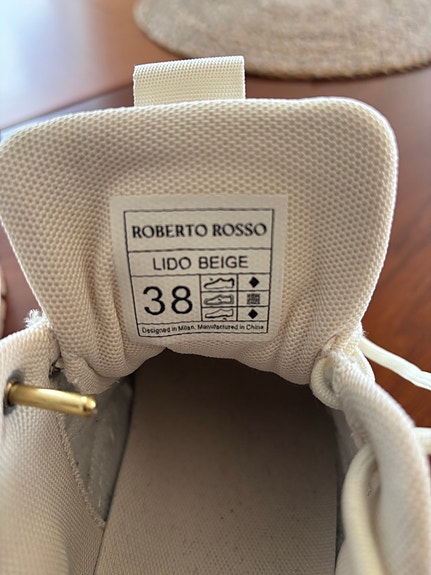 ROBERTO ROSSO
LIDO BEIGE
38
Designed in Milan. Manufactured in China.